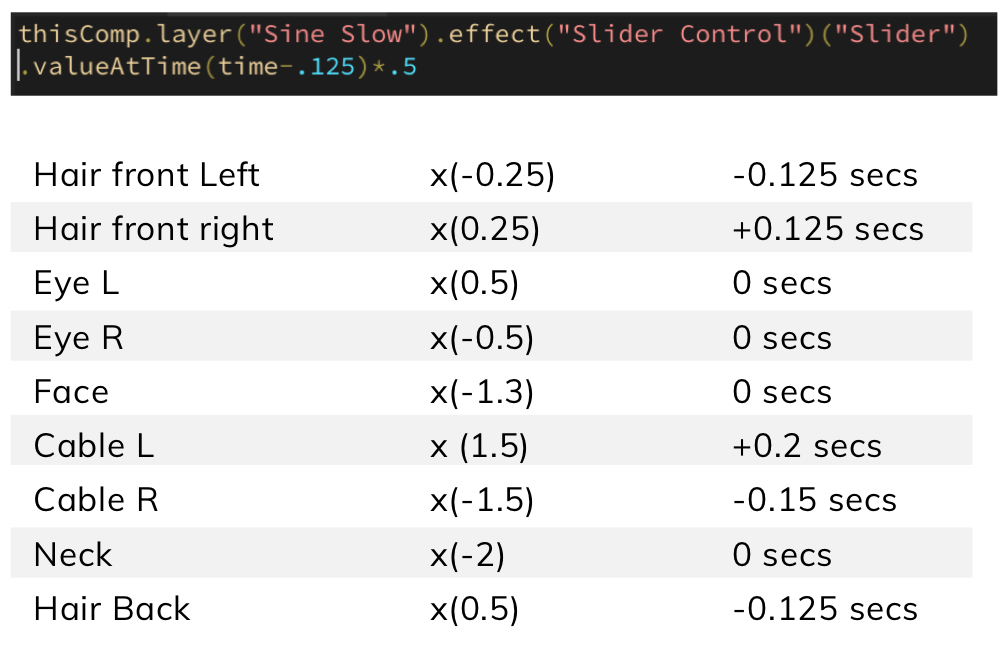 thisComp.layer("Sine Slow").effect("Slider Control")("Slider")
.valueAtTime(time-.125)*.5
Hair front Left x(-0.25) -0.125 secs
Hair front right x(0.25) +0.125 secs
Eye L x(0.5) 0 secs
Eye R x(-0.5) 0 secs
Face x(-1.3) 0 secs
Cable L x (1.5) +0.2 secs
Cable R x(-1.5) -0.15 secs
Neck x(-2) 0 secs
Hair Back x(0.5) -0.125 secs